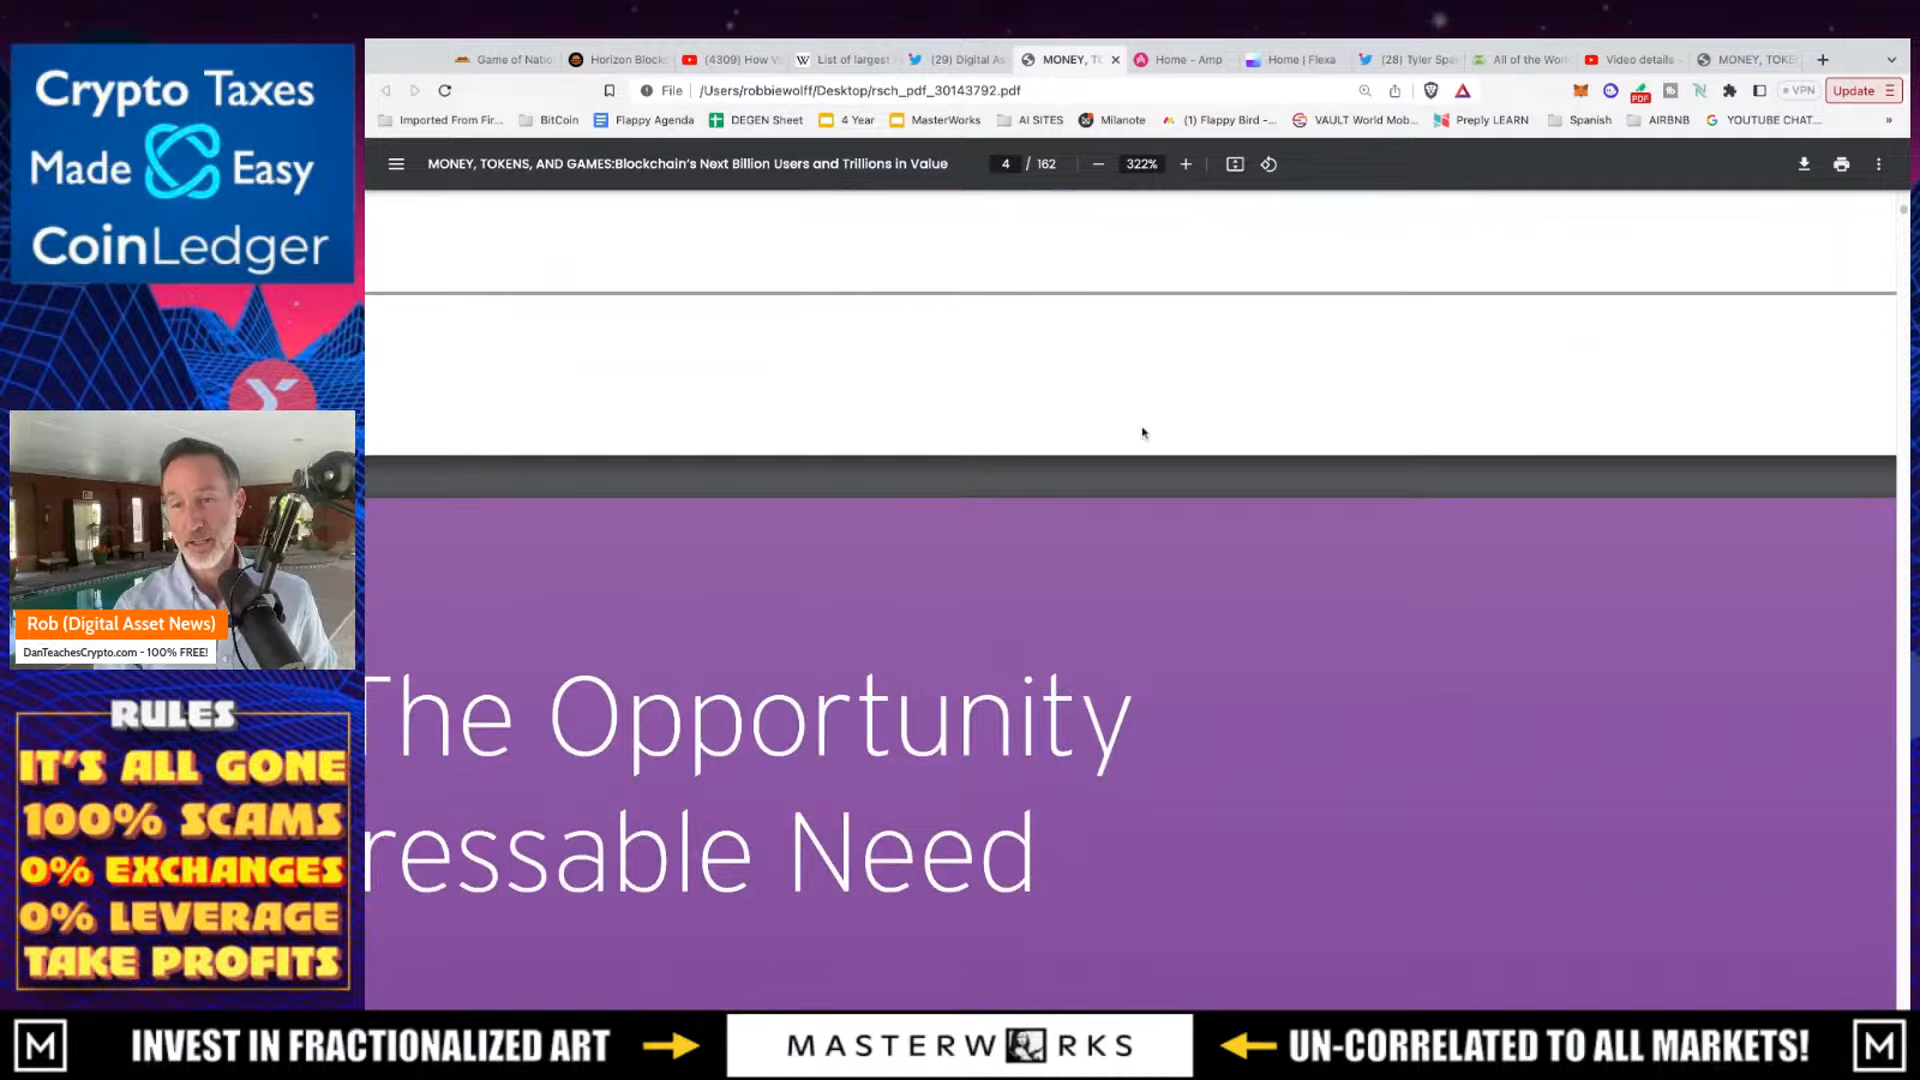 Crypto Taxes
Made Easy
CoinLedger
Game of Natio
Horizon Block
(4309) How V
List of largest
(29) Digital As
MONEY, TO
Home - Amp
Home | Flexa
(28) Tyler Spa
All of the Wor
Video details -
MONEY, TOKE
File /Users/robbiewolff/Desktop/rsch_pdf_30143792.pdf
PDF
VPN
Update
Imported From Fir...
BitCoin
Flappy Agenda
DEGEN Sheet
4 Year
MasterWorks
AI SITES
Milanote
(1) Flappy Bird -...
VAULT World Mob...
Preply LEARN
Spanish
AIRBNB
YOUTUBE CHAT...
»
MONEY, TOKENS, AND GAMES:Blockchain's Next Billion Users and Trillions in Value
4 / 162
322%
The Opportunity
ressable Need
Rob (Digital Asset News)
DanTeachesCrypto.com - 100% FREE!
RULES
IT'S ALL GONE
100% SCAMS
0% EXCHANGES
0% LEVERAGE
TAKE PROFITS
M INVEST IN FRACTIONALIZED ART
MASTERWORKS
UN-CORRELATED TO ALL MARKETS! M